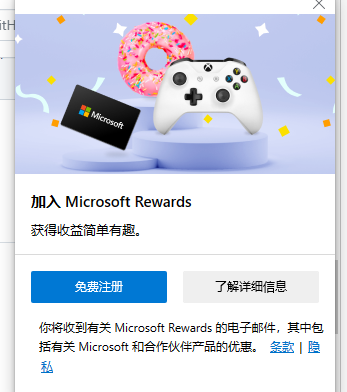 itH
Microsoft
加入 Microsoft Rewards
获得收益简单有趣。
免费注册
了解详细信息
你将收到有关 Microsoft Rewards 的电子邮件，其中包
括有关 Microsoft 和合作伙伴产品的优惠。 条款 | 隐
私